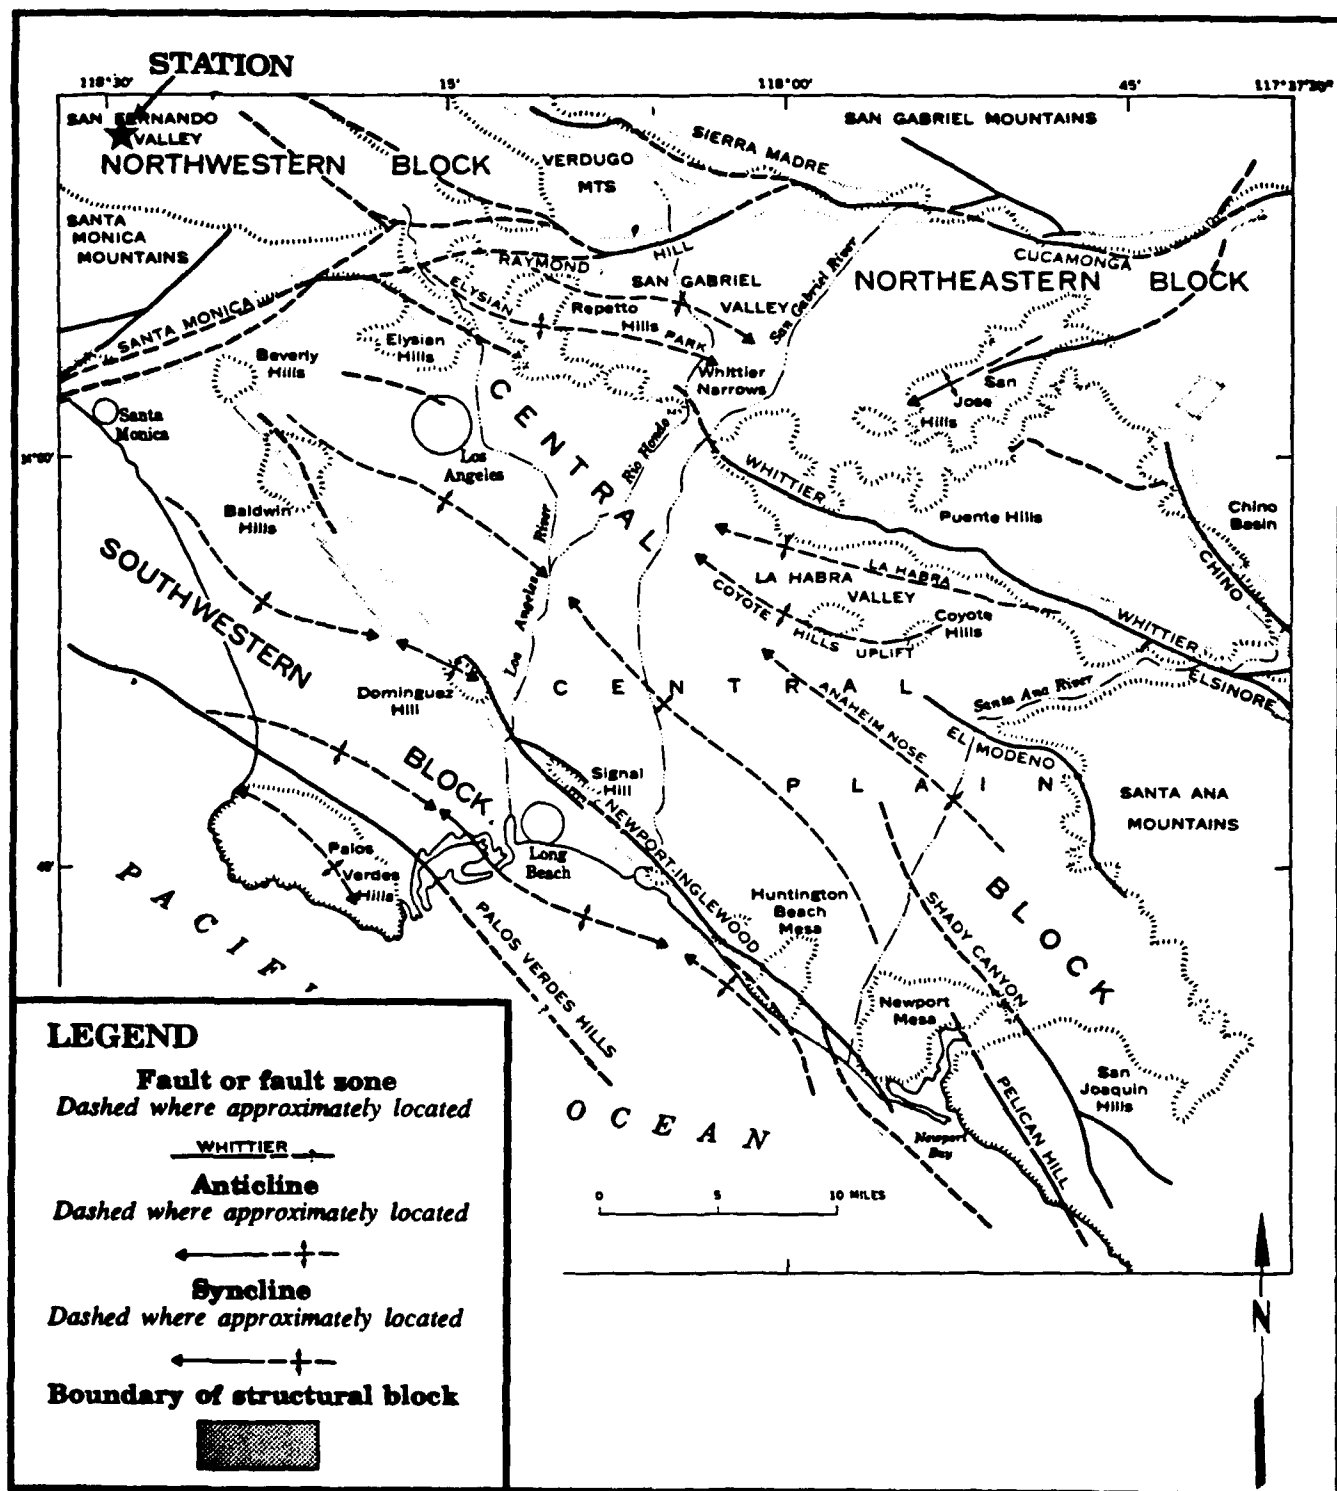 STATION
118°30'
15'
118°00'
45'
117°37'30"
SAN FERNANDO
VALLEY
NORTHWESTERN BLOCK
VERDUGO
MTS
SIERRA MADRE
SAN GABRIEL MOUNTAINS
SANTA
MONICA
MOUNTAINS
RAYMOND
HILL
CUCAMONGA
NORTHEASTERN BLOCK
SAN GABRIEL
VALLEY
San Gabriel River
ELYSIAN
PARK
Repetto
Hills
SANTA MONICA
Beverly
Hills
Elysian
Hills
Whittier
Narrows
San
Jose
Hills
Santa
Monica
Los
Angeles
CENTRAL
Rio Hondo
WHITTIER
Puente Hills
Chino
Basin
CHINO
Baldwin
Hills
Los Angeles River
SOUTHWESTERN
LA HABRA
LA HABRA
VALLEY
COYOTE HILLS UPLIFT
Coyote
Hills
WHITTIER
ELSINORE
Dominguez
Hill
CENTRAL
ANAHEIM NOSE
Santa Ana River
EL MODENO
BLOCK
Signal
Hill
PLAIN
SANTA ANA
MOUNTAINS
Palos
Verdes
Hills
Long
Beach
NEWPORT-INGLEWOOD
Huntington
Beach
Mesa
SHADY CANYON
BLOCK
PACIFI
PALOS VERDES HILLS
?
Newport
Mesa
San
Joaquin
Hills
PELICAN HILL
OCEAN
Newport
Bay
0 5 10 MILES
N
LEGEND
Fault or fault zone
Dashed where approximately located
WHITTIER
Anticline
Dashed where approximately located
Syncline
Dashed where approximately located
Boundary of structural block